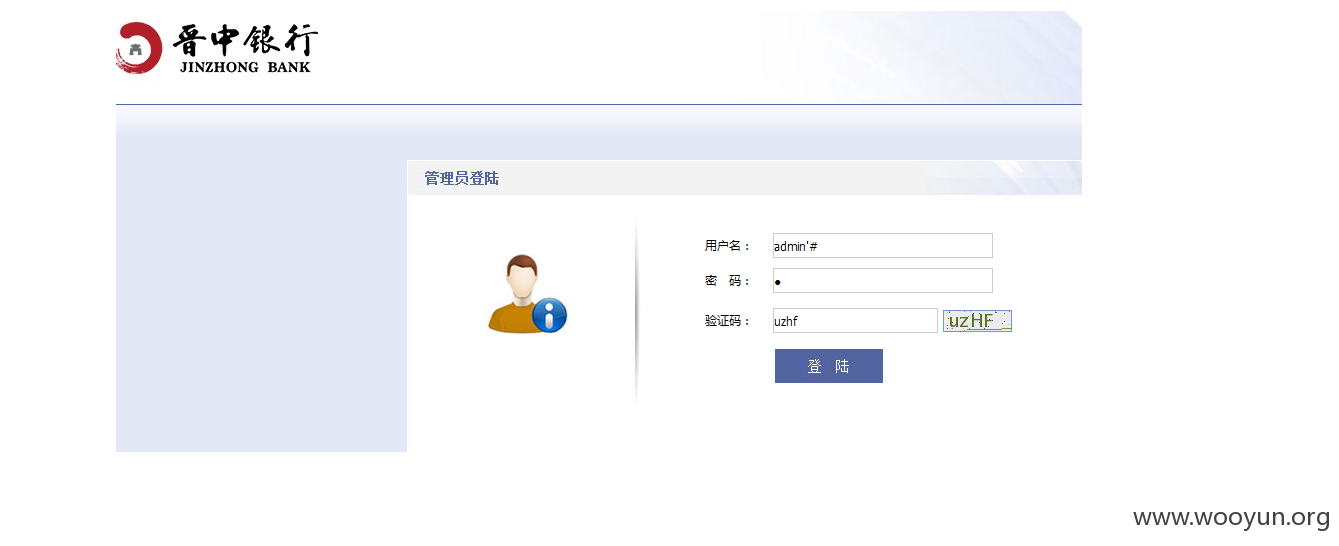 晋中银行
JINZHONG BANK
管理员登陆
用户名： admin'#
密 码： ●
验证码： uzhf uzHF
登 陆
www.wooyun.org